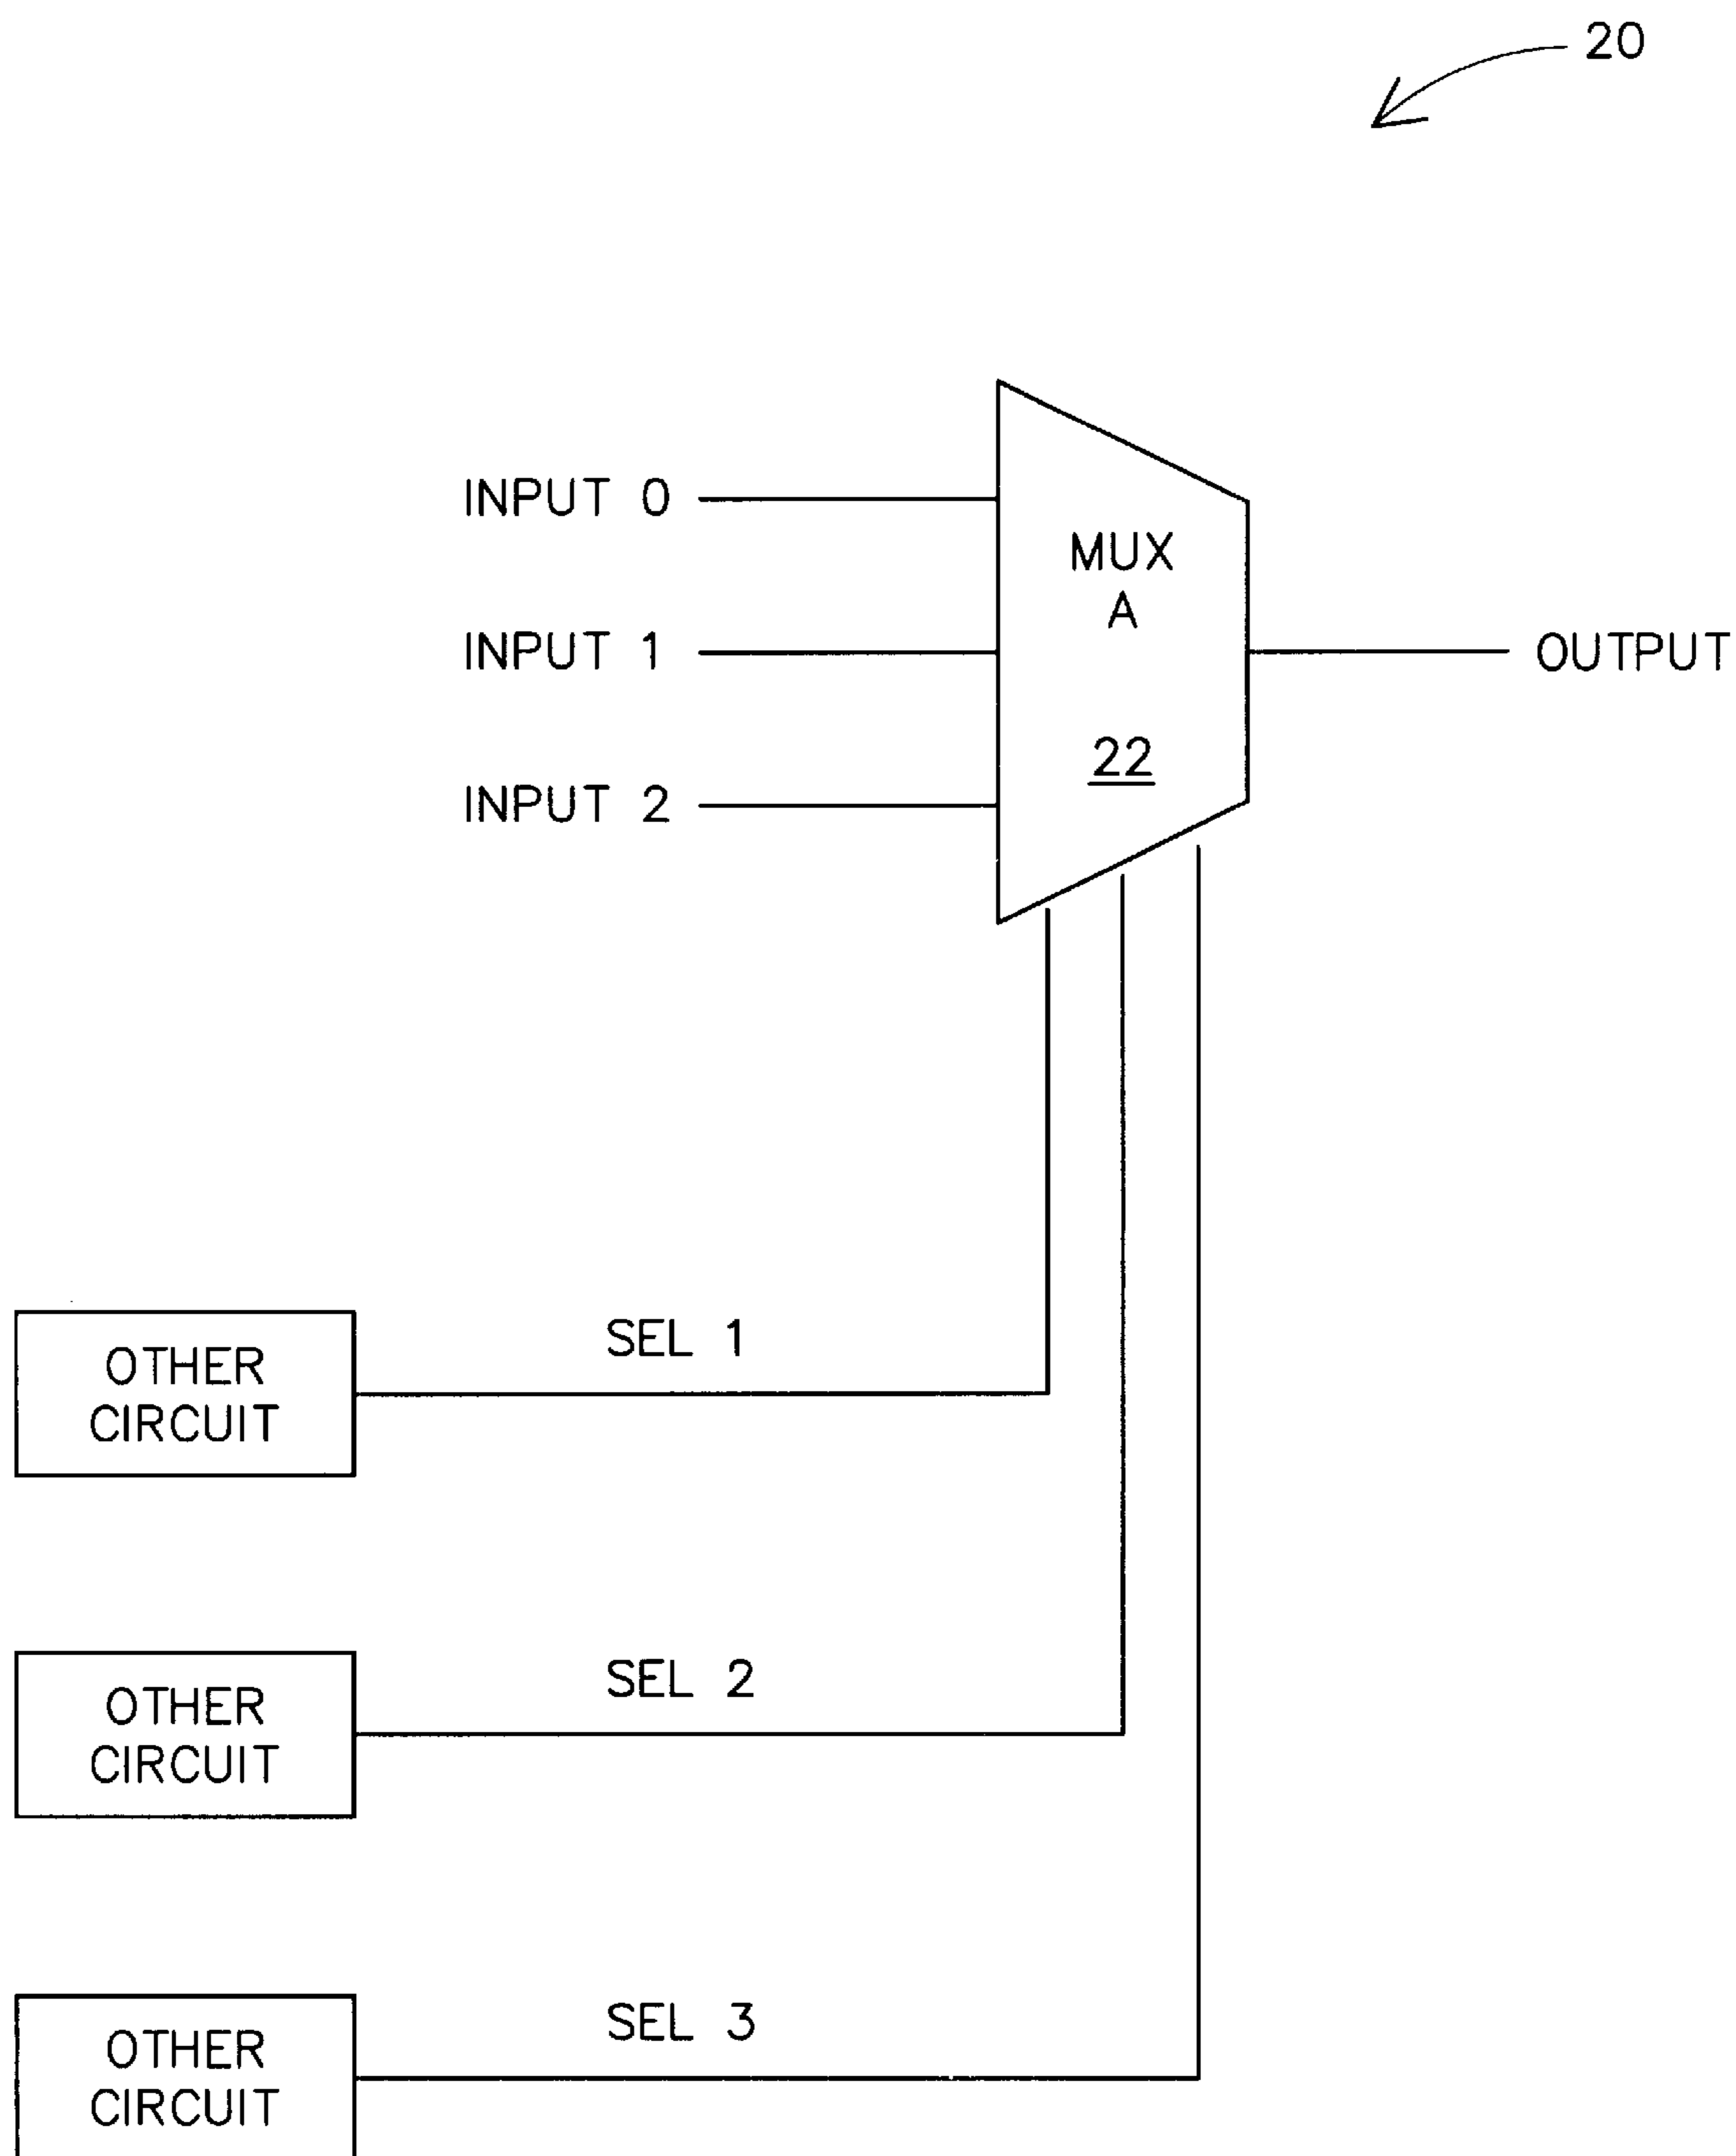 20
INPUT 0
MUX
A
INPUT 1
OUTPUT
22
INPUT 2
SEL 1
OTHER
CIRCUIT
SEL 2
OTHER
CIRCUIT
SEL 3
OTHER
CIRCUIT